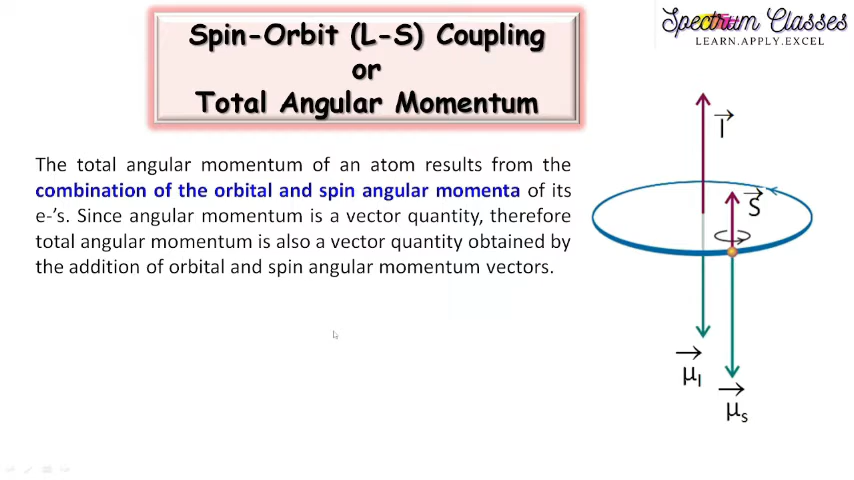 Spin-Orbit (L-S) Coupling
or
Total Angular Momentum
Spectrum Classes
LEARN.APPLY.EXCEL
The total angular momentum of an atom results from the
combination of the orbital and spin angular momenta of its
e-'s. Since angular momentum is a vector quantity, therefore
total angular momentum is also a vector quantity obtained by
the addition of orbital and spin angular momentum vectors.
l
S
μl
μs